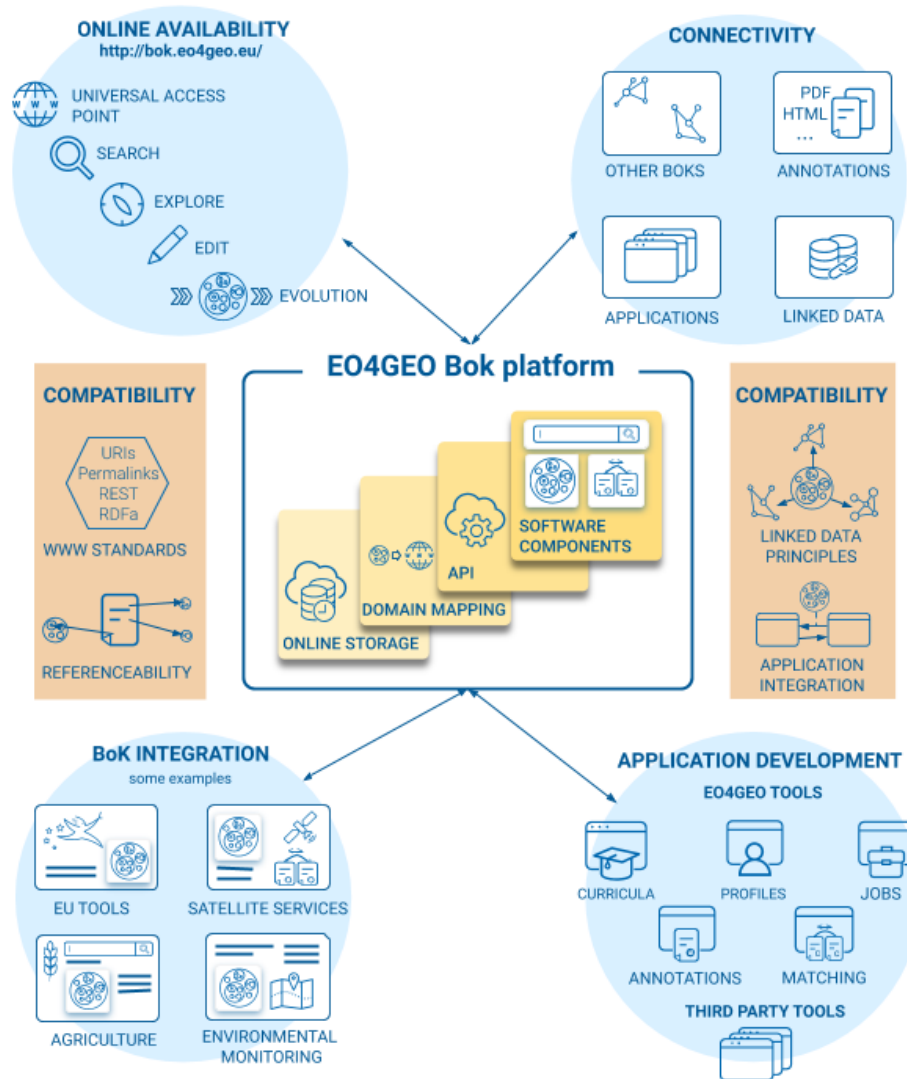 ONLINE AVAILABILITY
http://bok.eo4geo.eu/
W W W
UNIVERSAL ACCESS
POINT
SEARCH
EXPLORE
EDIT
EVOLUTION
CONNECTIVITY
OTHER BOKS
PDF
HTML
...
ANNOTATIONS
APPLICATIONS
LINKED DATA
EO4GEO Bok platform
COMPATIBILITY
URIs
Permalinks
REST
RDFa
WWW STANDARDS
REFERENCEABILITY
ONLINE STORAGE
DOMAIN MAPPING
API
SOFTWARE
COMPONENTS
COMPATIBILITY
LINKED DATA
PRINCIPLES
APPLICATION
INTEGRATION
BoK INTEGRATION
some examples
EU TOOLS
SATELLITE SERVICES
AGRICULTURE
ENVIRONMENTAL
MONITORING
APPLICATION DEVELOPMENT
EO4GEO TOOLS
CURRICULA
PROFILES
JOBS
ANNOTATIONS
MATCHING
THIRD PARTY TOOLS